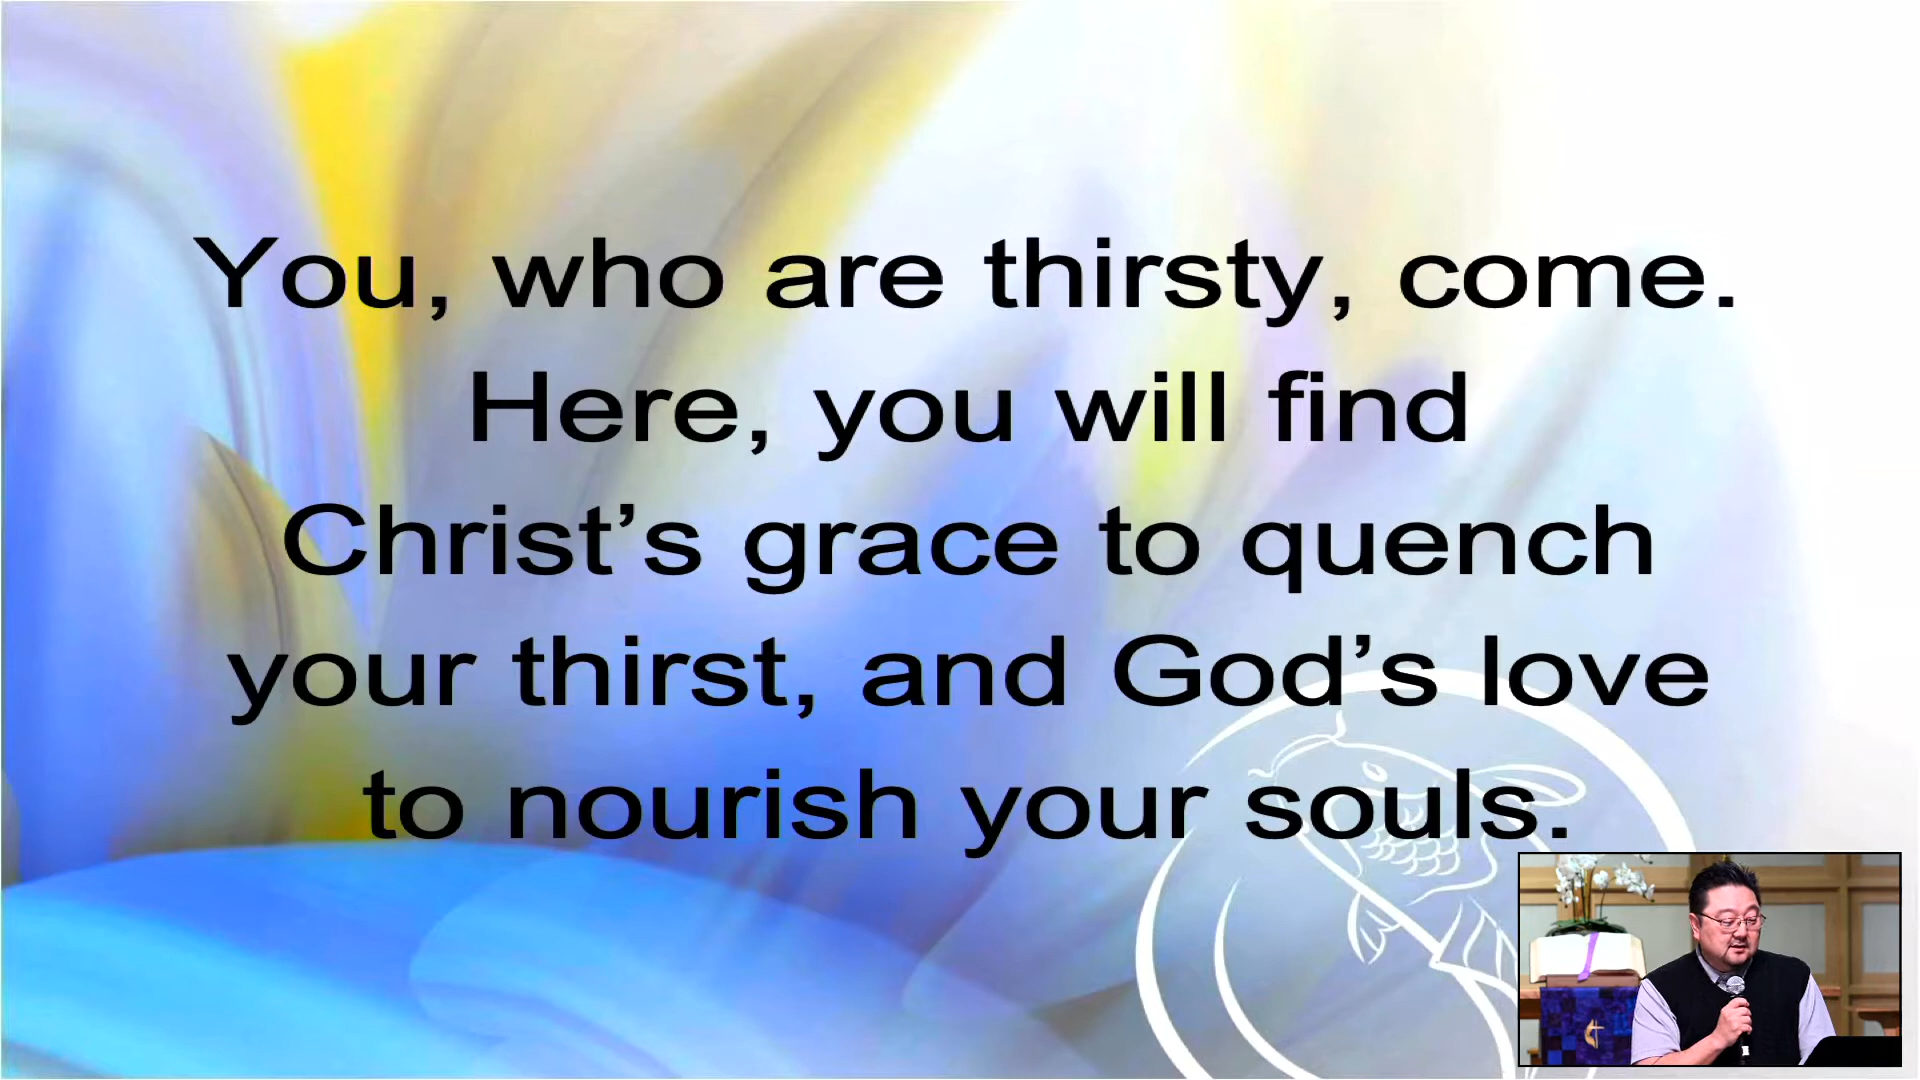 You, who are thirsty, come.
Here, you will find
Christ’s grace to quench
your thirst, and God’s love
to nourish your souls.